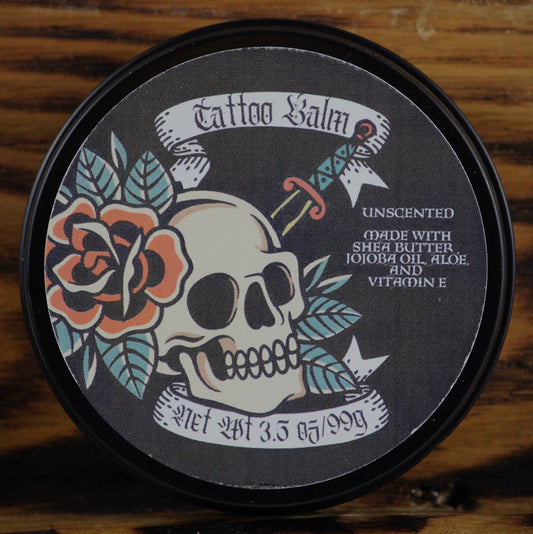 Tattoo Balm
UNSCENTED
MADE WITH
SHEA BUTTER,
JOJOBA OIL, ALOE,
AND
VITAMIN E
Net Wt 3.5 oz/99g